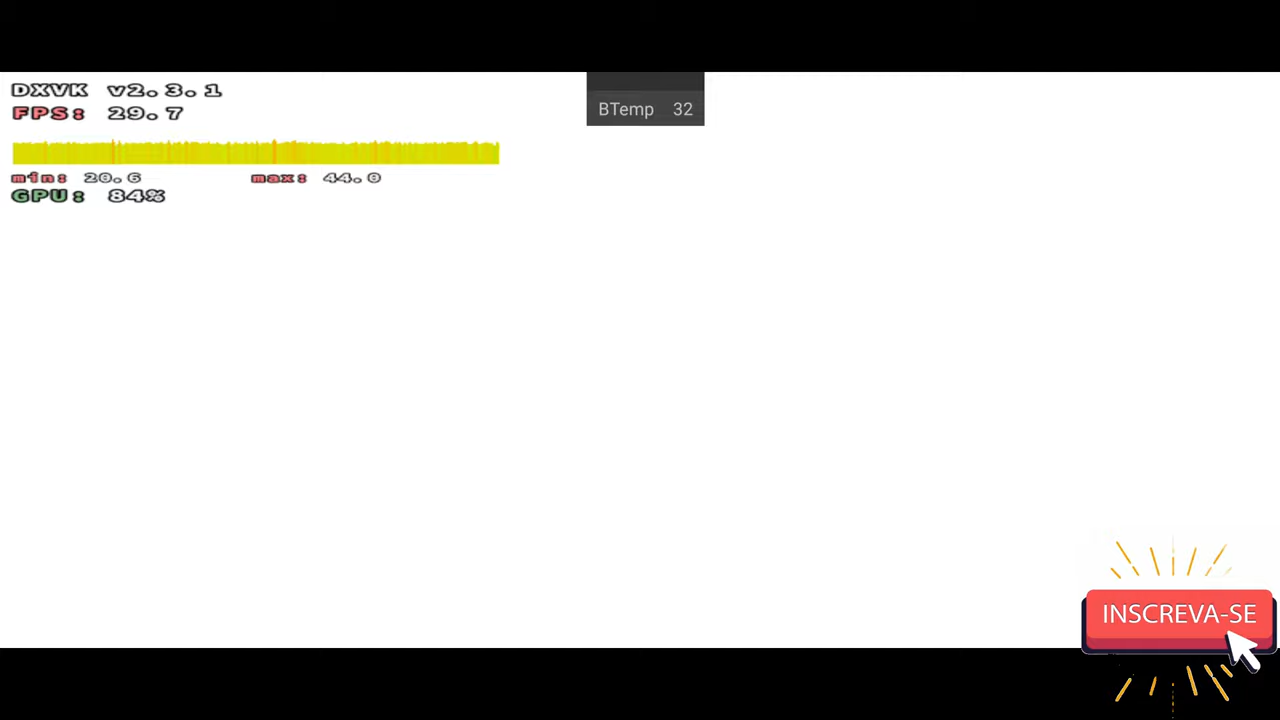 DXVK v2.3.1
FPS: 29.7
min: 20.6 max: 44.0
GPU: 84%
BTemp 32
INSCREVA-SE